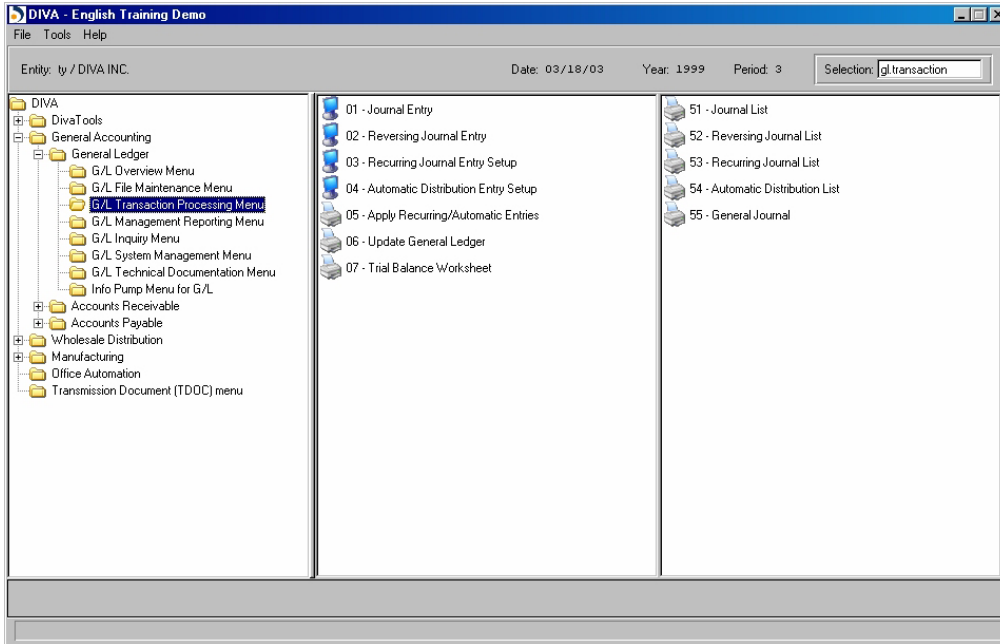 DIVA - English Training Demo
File Tools Help
Entity: ty / DIVA INC. Date: 03/18/03 Year: 1999 Period: 3 Selection: gl.transaction
DIVA
DivaTools
General Accounting
General Ledger
G/L Overview Menu
G/L File Maintenance Menu
G/L Transaction Processing Menu
G/L Management Reporting Menu
G/L Inquiry Menu
G/L System Management Menu
G/L Technical Documentation Menu
Info Pump Menu for G/L
Accounts Receivable
Accounts Payable
Wholesale Distribution
Manufacturing
Office Automation
Transmission Document (TDOC) menu
01 - Journal Entry
02 - Reversing Journal Entry
03 - Recurring Journal Entry Setup
04 - Automatic Distribution Entry Setup
05 - Apply Recurring/Automatic Entries
06 - Update General Ledger
07 - Trial Balance Worksheet
51 - Journal List
52 - Reversing Journal List
53 - Recurring Journal List
54 - Automatic Distribution List
55 - General Journal